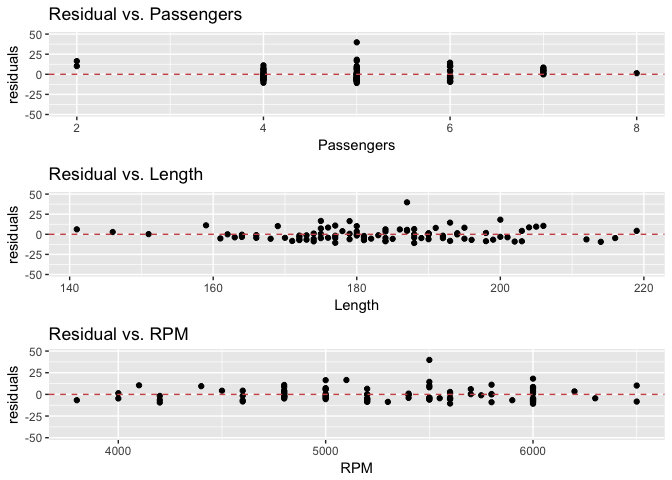 Residual vs. Passengers
50
25
0
-25
-50
residuals
2 4 6 8
Passengers
Residual vs. Length
50
25
0
-25
-50
residuals
140 160 180 200 220
Length
Residual vs. RPM
50
25
0
-25
-50
residuals
4000 5000 6000
RPM